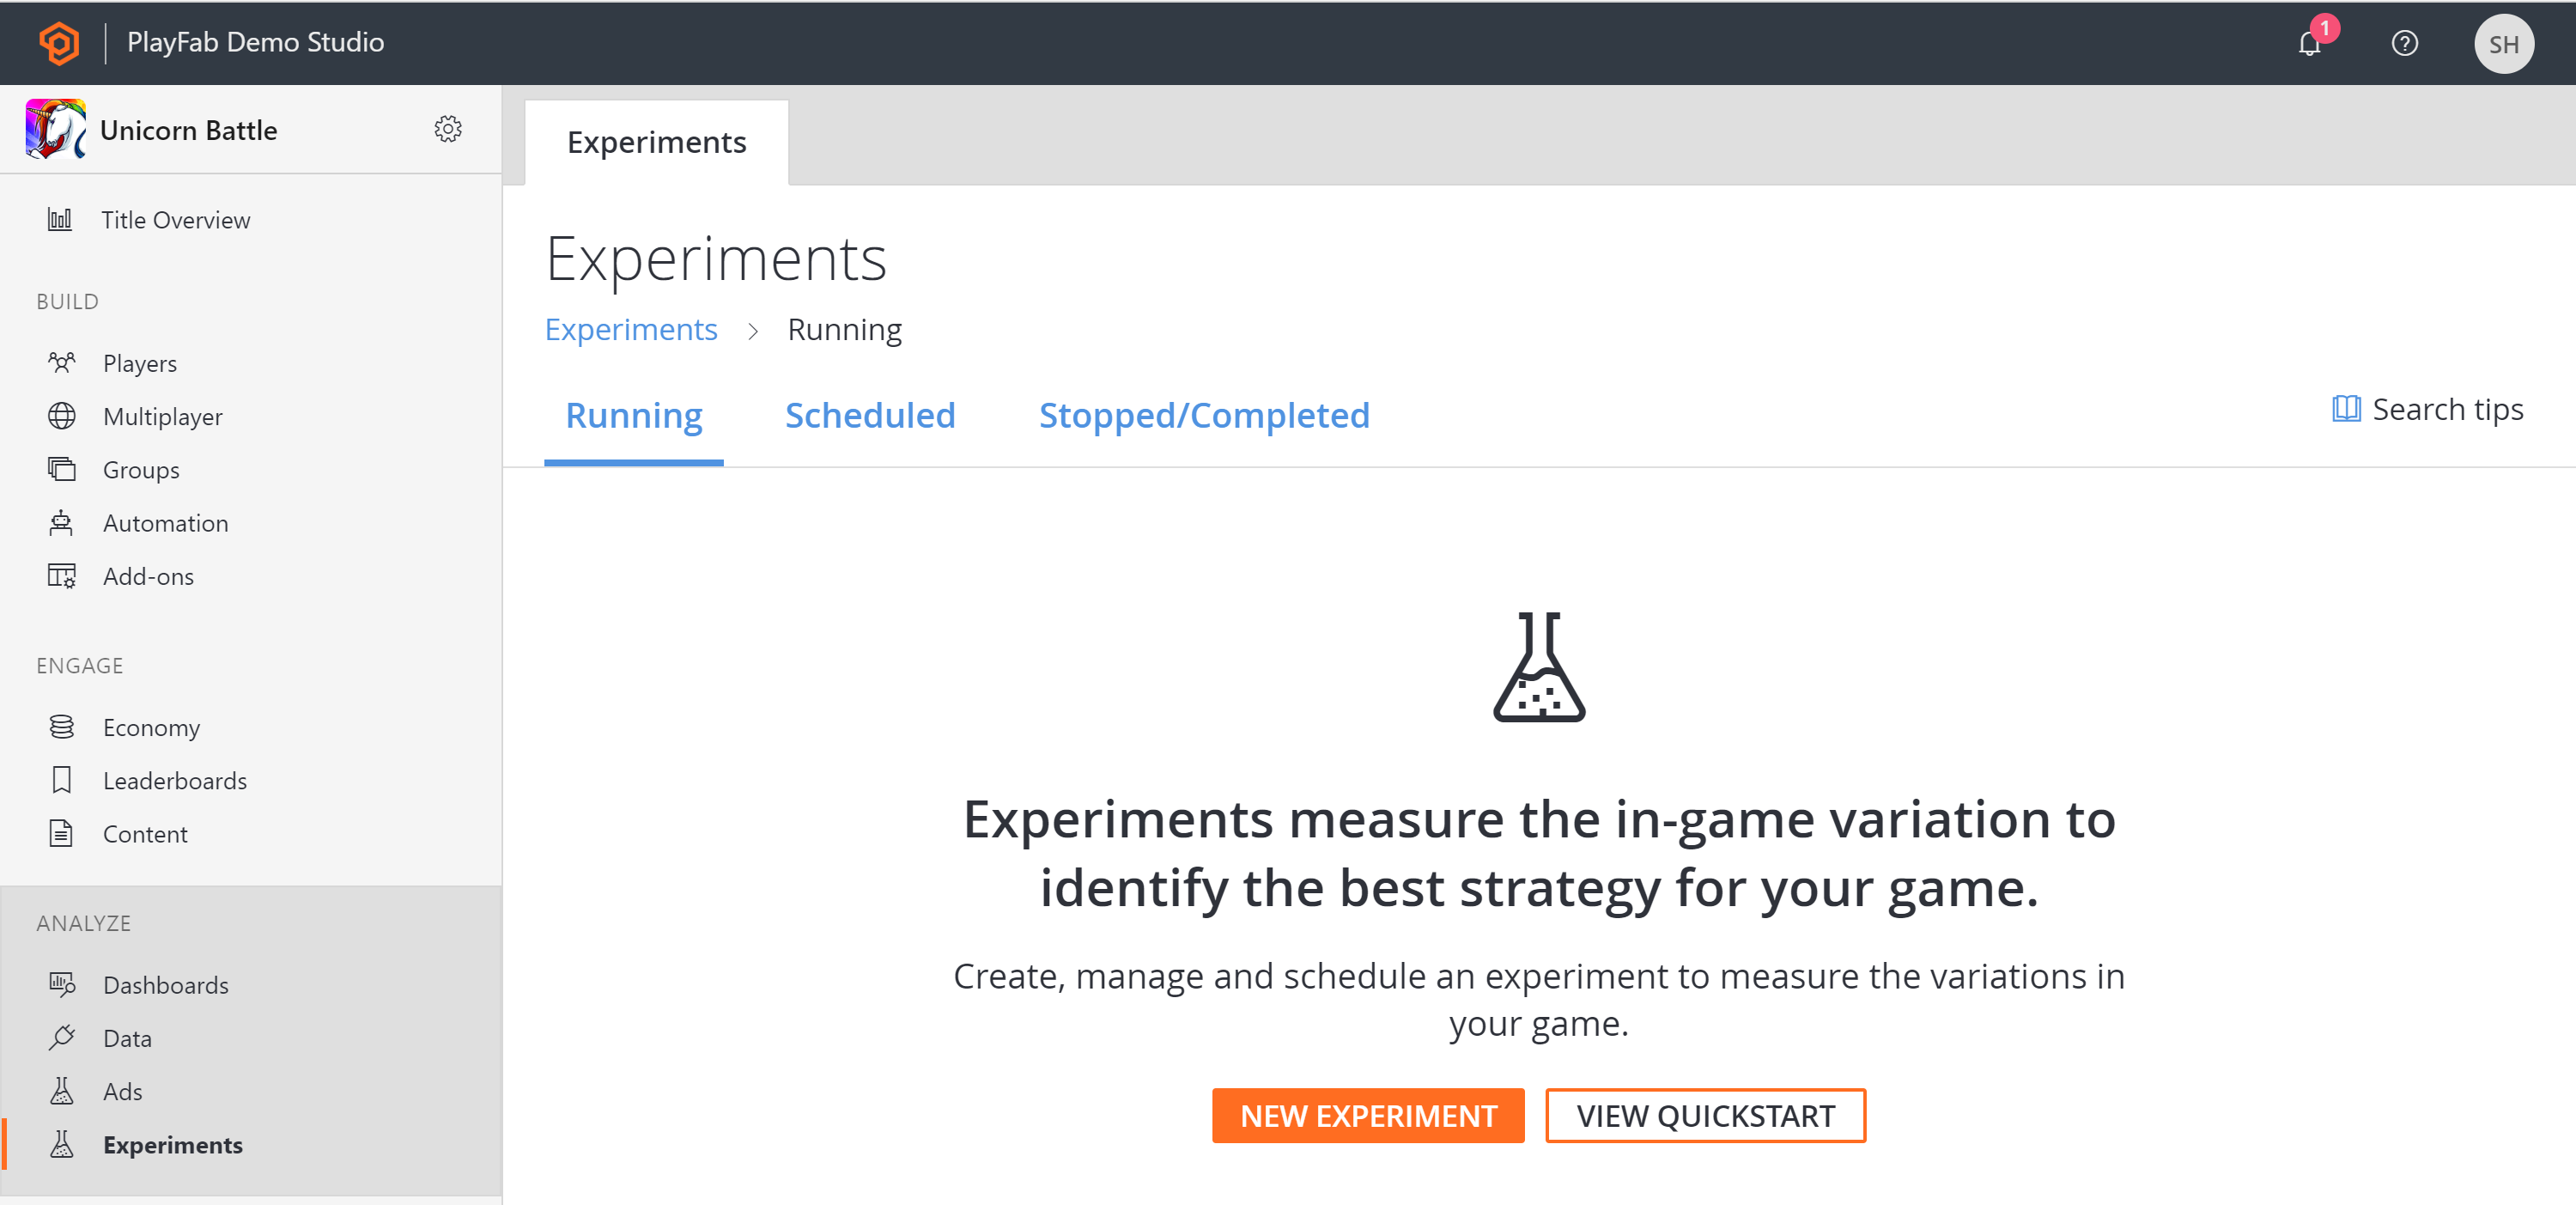 PlayFab Demo Studio
1
SH
Unicorn Battle
Title Overview
BUILD
Players
Multiplayer
Groups
Automation
Add-ons
ENGAGE
Economy
Leaderboards
Content
ANALYZE
Dashboards
Data
Ads
Experiments
Experiments
Experiments
Experiments > Running
Running Scheduled Stopped/Completed
Search tips
Experiments measure the in-game variation to
identify the best strategy for your game.
Create, manage and schedule an experiment to measure the variations in
your game.
NEW EXPERIMENT VIEW QUICKSTART